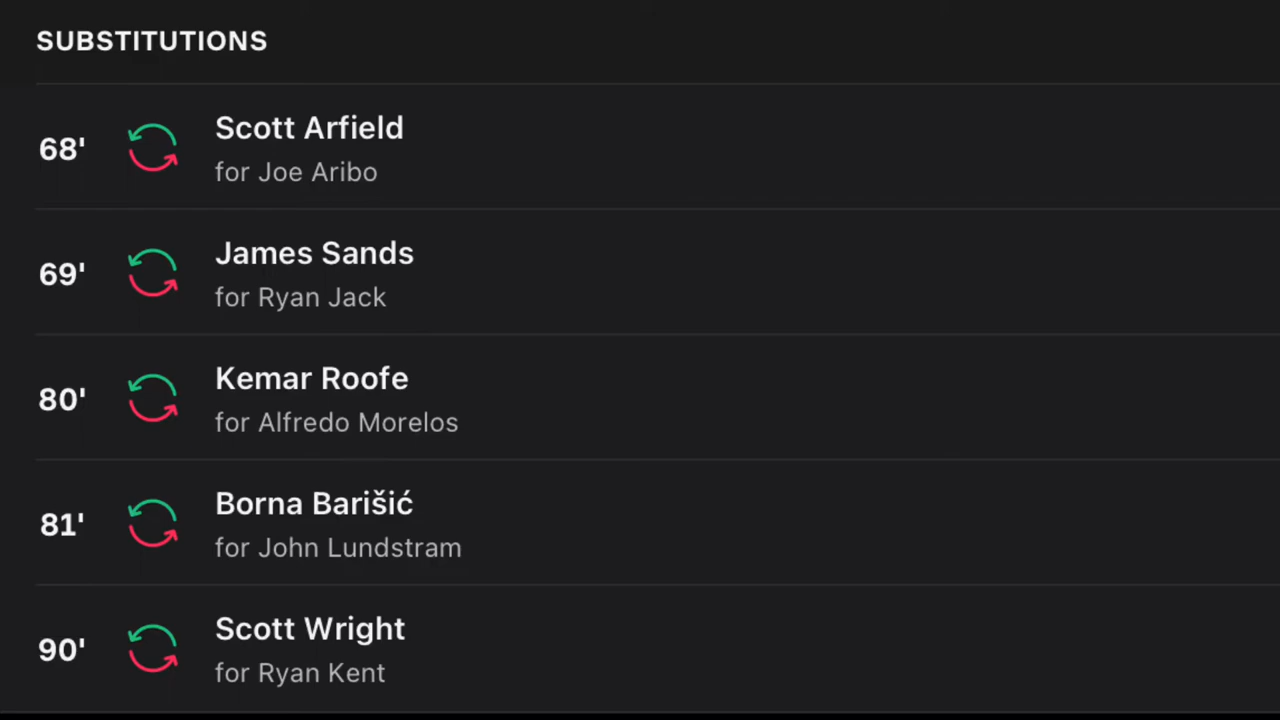 SUBSTITUTIONS
68'
Scott Arfield
for Joe Aribo
69'
James Sands
for Ryan Jack
80'
Kemar Roofe
for Alfredo Morelos
81'
Borna Barišić
for John Lundstram
90'
Scott Wright
for Ryan Kent